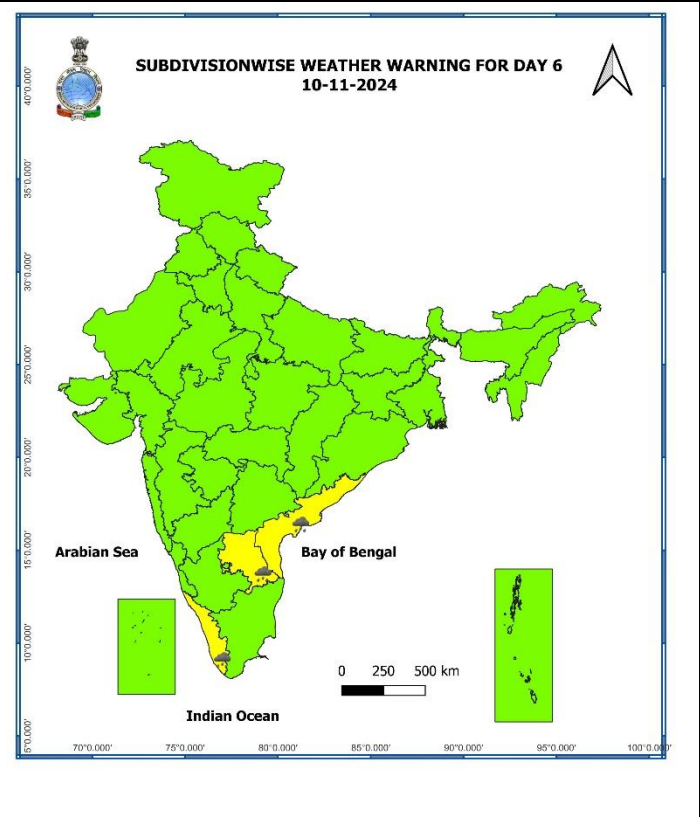 SUBDIVISIONWISE WEATHER WARNING FOR DAY 6
10-11-2024
40°0.000'
35°0.000'
30°0.000'
25°0.000'
20°0.000'
15°0.000'
10°0.000'
5°0.000'
Arabian Sea
Bay of Bengal
0 250 500 km
Indian Ocean
70°0.000' 75°0.000' 80°0.000' 85°0.000' 90°0.000' 95°0.000' 100°0.000'